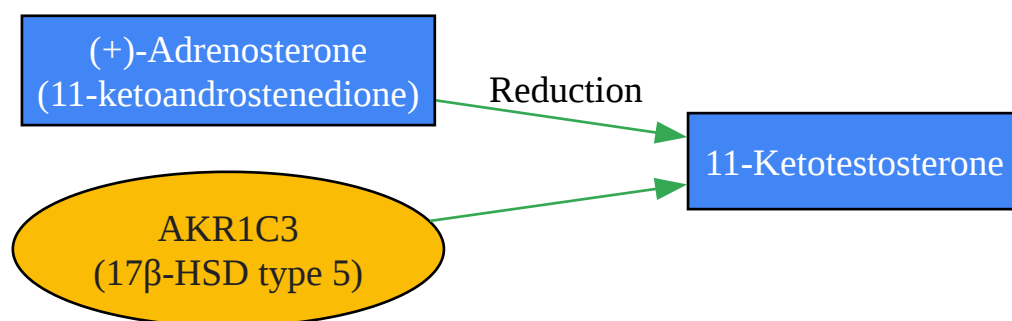 (+)-Adrenosterone
(11-ketoandrostenedione)
Reduction
11-Ketotestosterone
AKR1C3
(17β-HSD type 5)